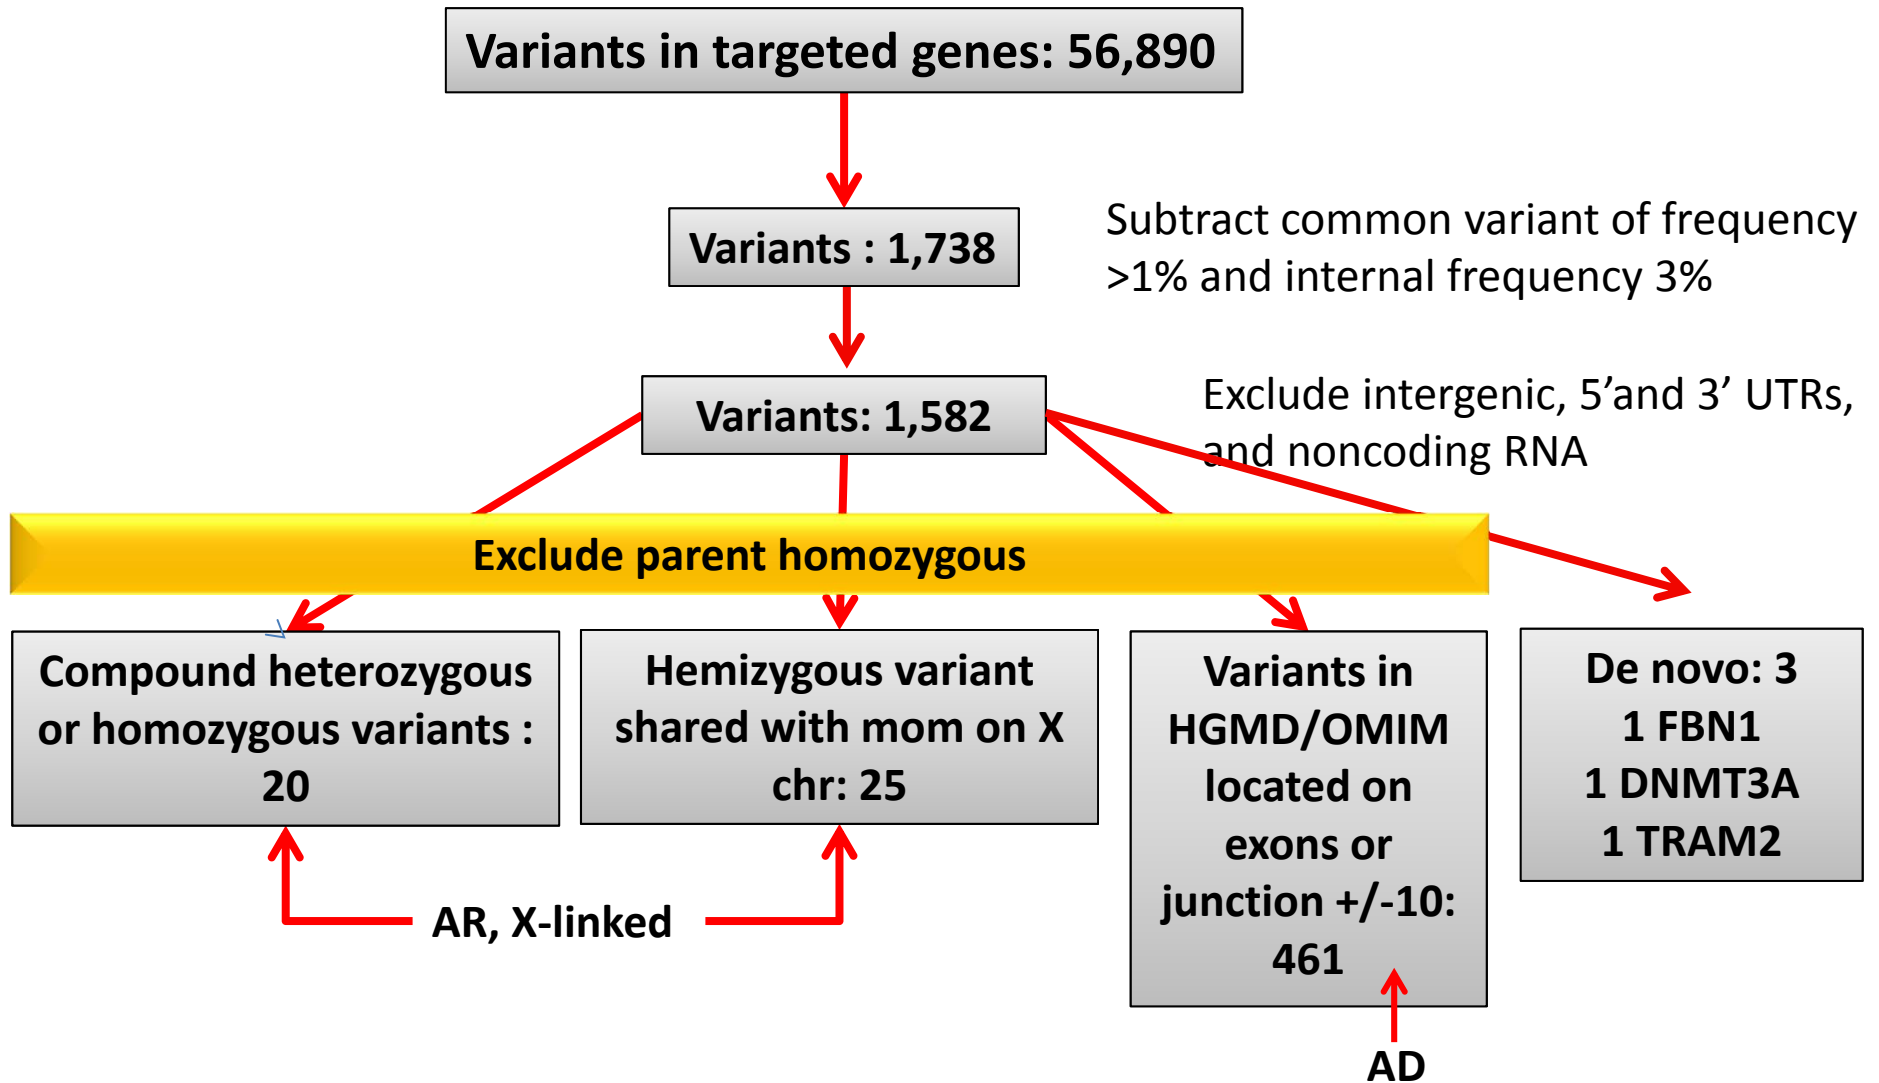 Variants in targeted genes: 56,890
Variants : 1,738
Subtract common variant of frequency
>1% and internal frequency 3%
Variants: 1,582
Exclude intergenic, 5’and 3’ UTRs,
and noncoding RNA
Exclude parent homozygous
Compound heterozygous
or homozygous variants :
20
Hemizygous variant
shared with mom on X
chr: 25
Variants in
HGMD/OMIM
located on
exons or
junction +/-10:
461
De novo: 3
1 FBN1
1 DNMT3A
1 TRAM2
AR, X-linked
AD